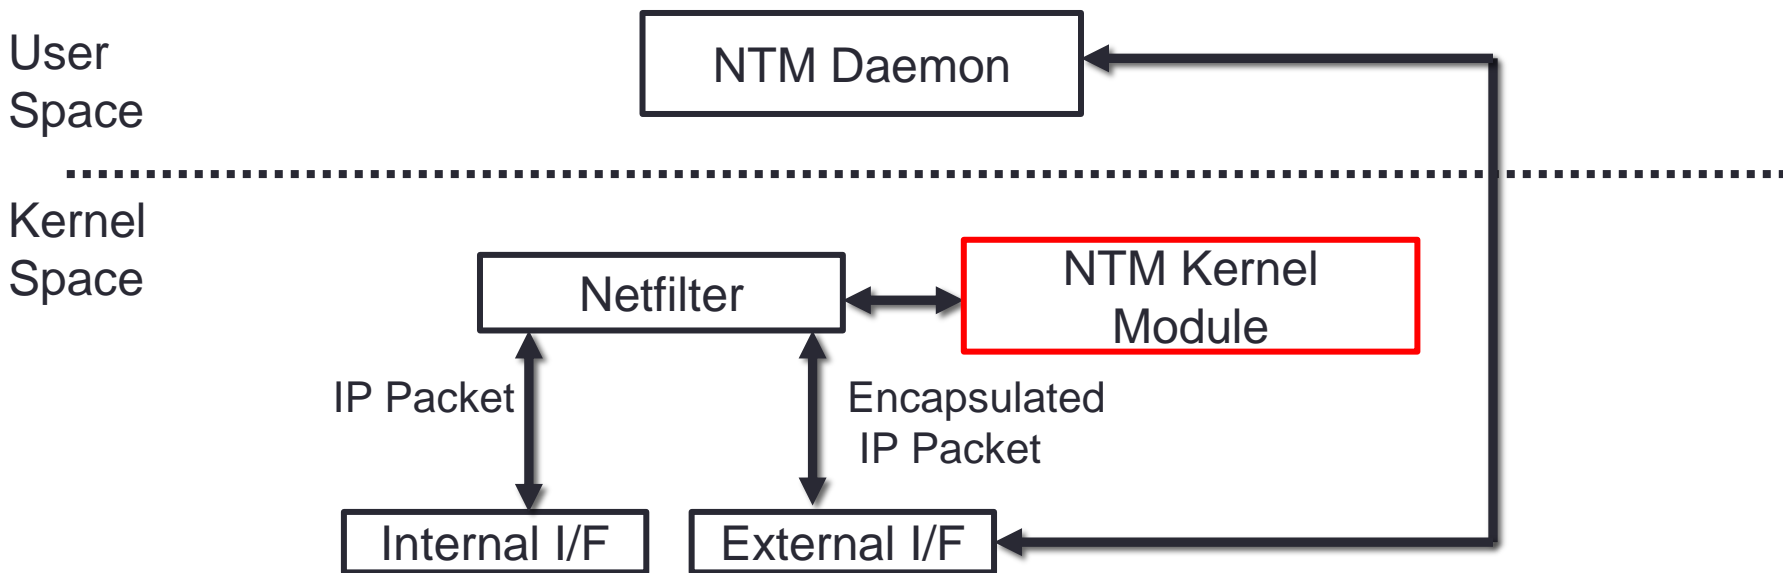 User
Space
NTM Daemon
Kernel
Space
Netfilter
NTM Kernel
Module
IP Packet
Encapsulated
IP Packet
Internal I/F
External I/F